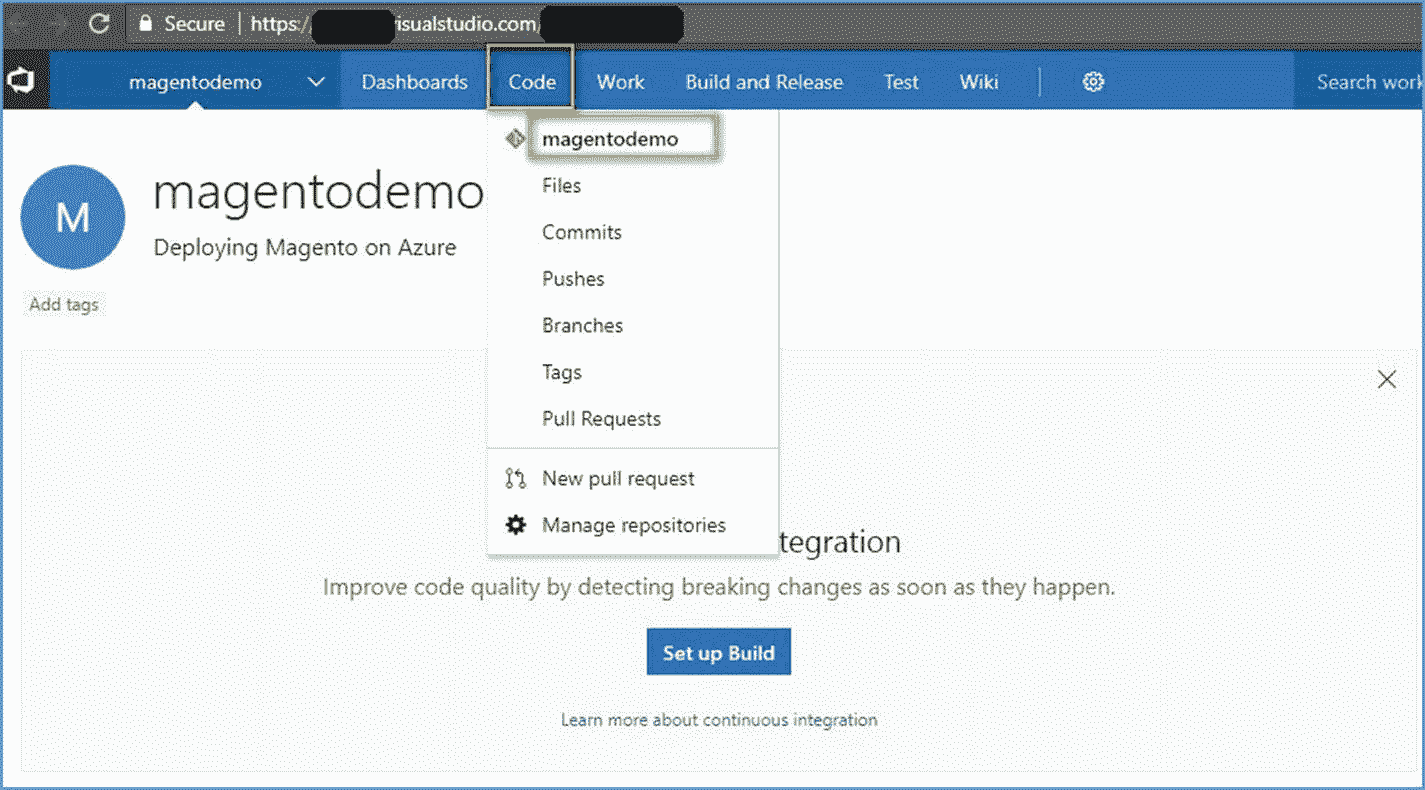 Secure | https:/ isualstudio.com
magentodemo Dashboards Code Work Build and Release Test Wiki Search work
magentodemo
Files
Commits
Pushes
Branches
Tags
Pull Requests
New pull request
Manage repositories
M
magentodemo
Deploying Magento on Azure
Add tags
tegration
Improve code quality by detecting breaking changes as soon as they happen.
Set up Build
Learn more about continuous integration